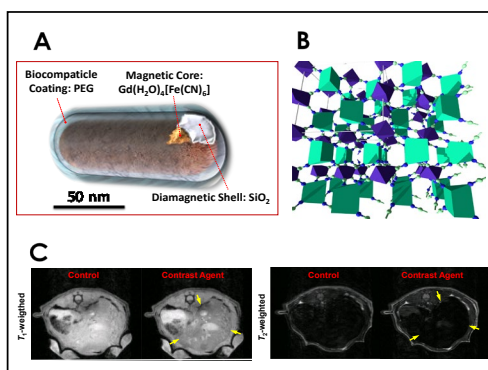 A
Biocompaticle
Coating: PEG
Magnetic Core:
Gd(H₂O)₄[Fe(CN)₆]
50 nm
Diamagnetic Shell: SiO₂
B
C
Control
Contrast Agent
T₁-weighted
Control
Contrast Agent
T₂-weighted